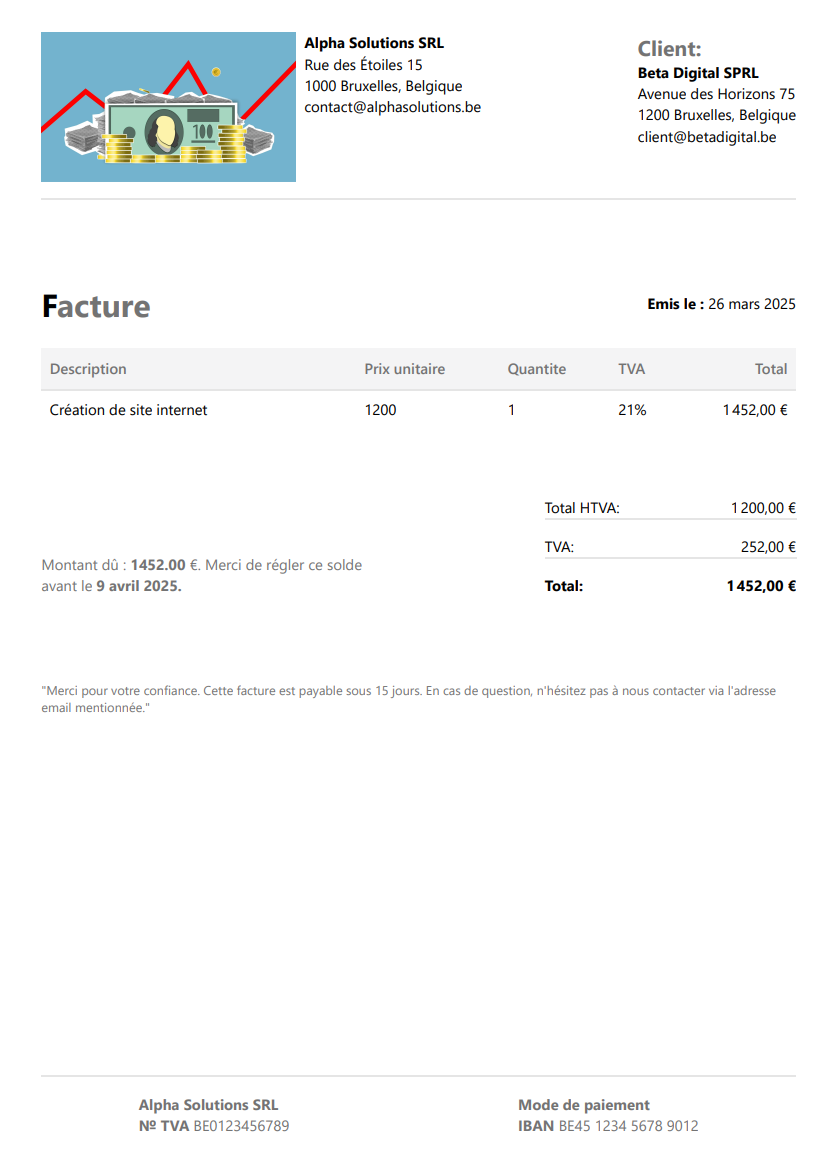 Alpha Solutions SRL
Rue des Étoiles 15
1000 Bruxelles, Belgique
contact@alphasolutions.be
100
Client:
Beta Digital SPRL
Avenue des Horizons 75
1200 Bruxelles, Belgique
client@betadigital.be
Facture
Emis le : 26 mars 2025
Description Prix unitaire Quantite TVA Total
Création de site internet 1200 1 21% 1 452,00 €
Total HTVA: 1 200,00 €
TVA: 252,00 €
Total: 1 452,00 €
Montant dû : 1452.00 €. Merci de régler ce solde
avant le 9 avril 2025.
"Merci pour votre confiance. Cette facture est payable sous 15 jours. En cas de question, n'hésitez pas à nous contacter via l'adresse
email mentionnée."
Alpha Solutions SRL
Nº TVA BE0123456789
Mode de paiement
IBAN BE45 1234 5678 9012